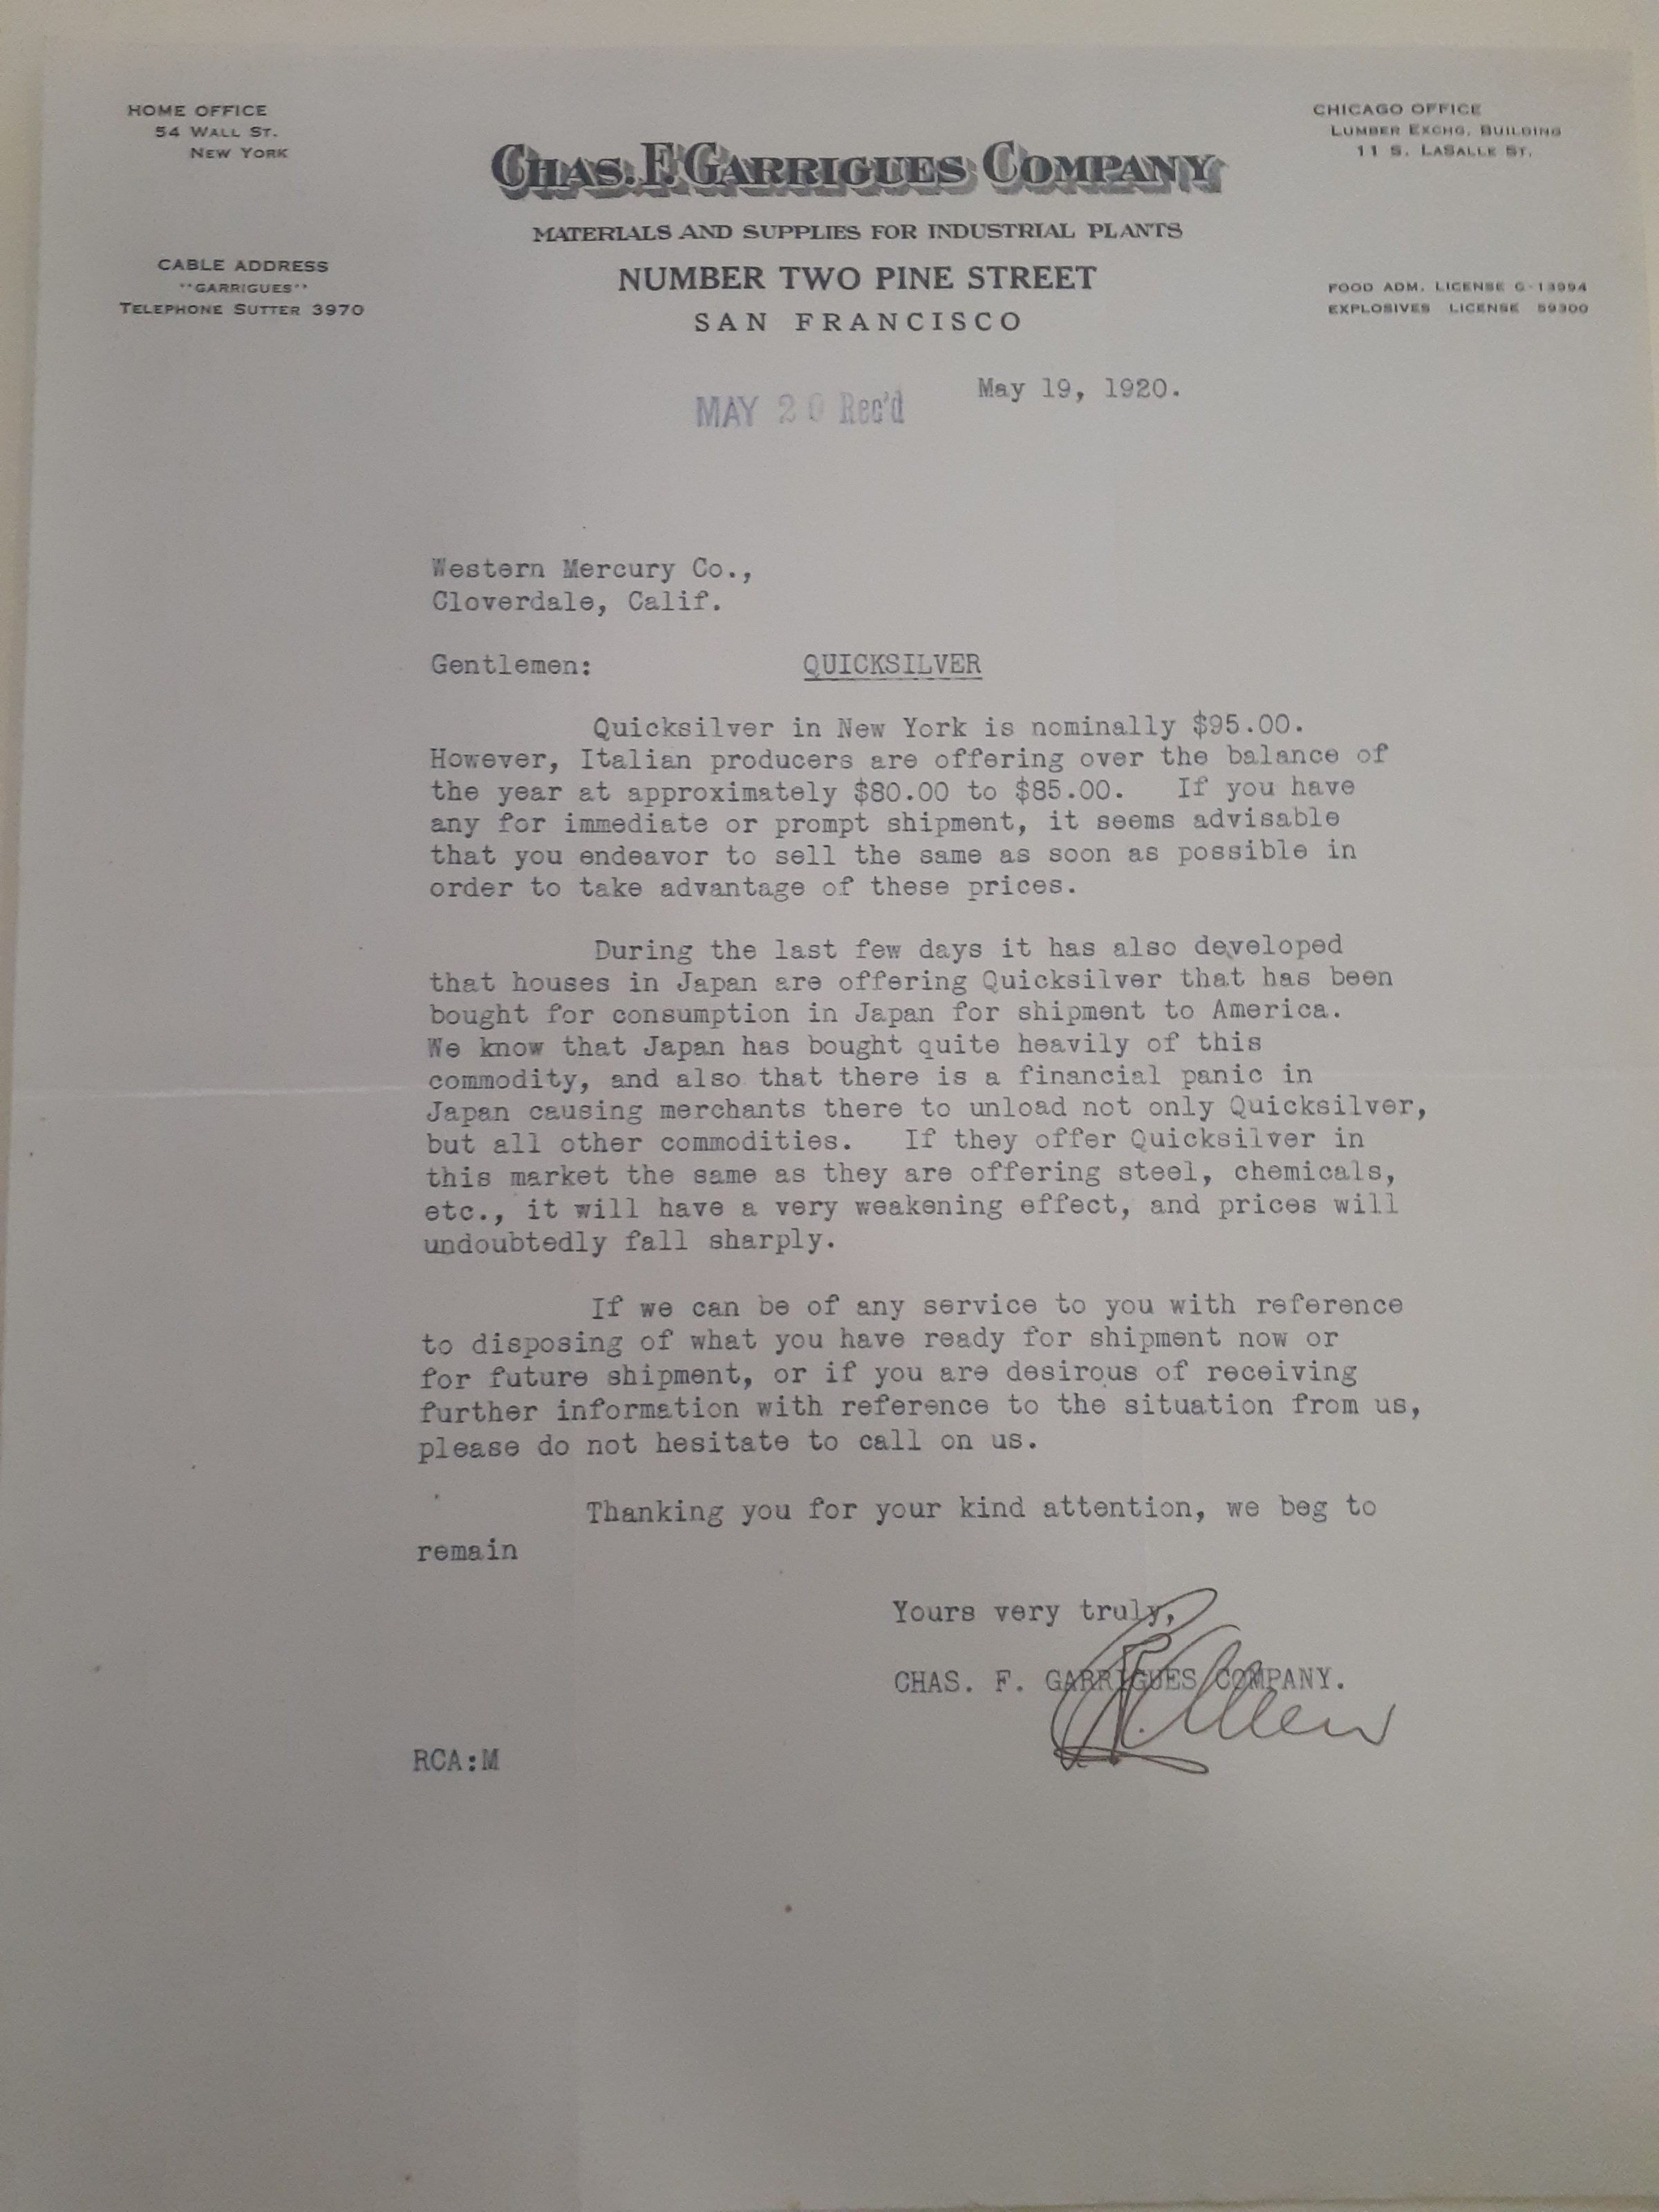 HOME OFFICE
54 WALL ST.
NEW YORK
CHICAGO OFFICE
LUMBER EXCHG. BUILDING
11 S. LASALLE ST.
CHAS. F. GARRIGUES COMPANY
MATERIALS AND SUPPLIES FOR INDUSTRIAL PLANTS
CABLE ADDRESS
"GARRIGUES"
TELEPHONE SUTTER 3970
NUMBER TWO PINE STREET
SAN FRANCISCO
FOOD ADM. LICENSE G-13994
EXPLOSIVES LICENSE 59300
May 19, 1920.
MAY 20 Rec'd
Western Mercury Co.,
Cloverdale, Calif.
Gentlemen: QUICKSILVER
Quicksilver in New York is nominally $95.00.
However, Italian producers are offering over the balance of
the year at approximately $80.00 to $85.00. If you have
any for immediate or prompt shipment, it seems advisable
that you endeavor to sell the same as soon as possible in
order to take advantage of these prices.
During the last few days it has also developed
that houses in Japan are offering Quicksilver that has been
bought for consumption in Japan for shipment to America.
We know that Japan has bought quite heavily of this
commodity, and also that there is a financial panic in
Japan causing merchants there to unload not only Quicksilver,
but all other commodities. If they offer Quicksilver in
this market the same as they are offering steel, chemicals,
etc., it will have a very weakening effect, and prices will
undoubtedly fall sharply.
If we can be of any service to you with reference
to disposing of what you have ready for shipment now or
for future shipment, or if you are desirous of receiving
further information with reference to the situation from us,
please do not hesitate to call on us.
Thanking you for your kind attention, we beg to
remain
Yours very truly,
CHAS. F. GARRIGUES COMPANY.
RCA:M